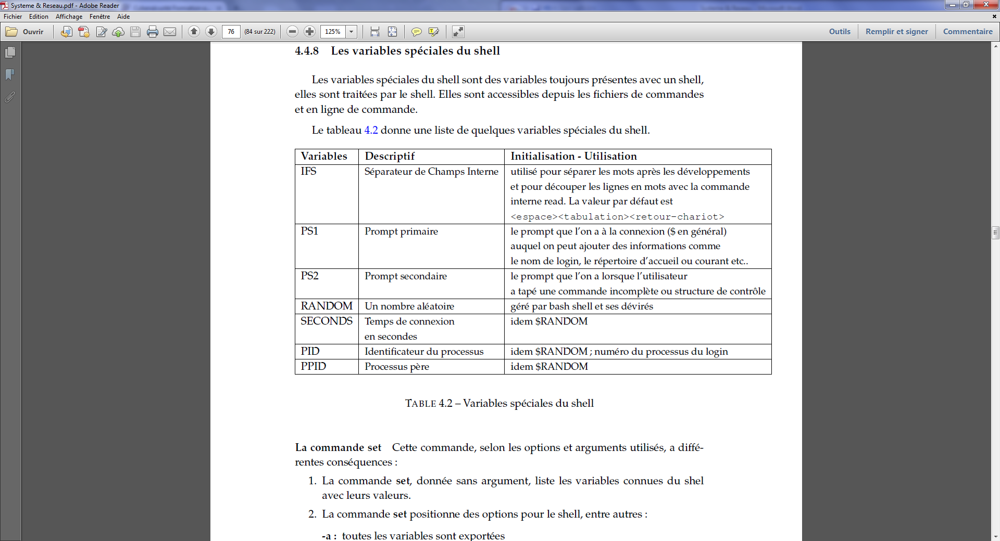 Systeme & Reseau.pdf - Adobe Reader
Fichier Edition Affichage Fenêtre Aide
Ouvrir 76 (84 sur 222) 125% Outils Remplir et signer Commentaire
4.4.8 Les variables spéciales du shell
Les variables spéciales du shell sont des variables toujours présentes avec un shell,
elles sont traitées par le shell. Elles sont accessibles depuis les fichiers de commandes
et en ligne de commande.
Le tableau 4.2 donne une liste de quelques variables spéciales du shell.
Variables Descriptif Initialisation - Utilisation
IFS Séparateur de Champs Interne utilisé pour séparer les mots après les développements
et pour découper les lignes en mots avec la commande
interne read. La valeur par défaut est
<espace><tabulation><retour-chariot>
PS1 Prompt primaire le prompt que l'on a à la connexion ($ en général)
auquel on peut ajouter des informations comme
le nom de login, le répertoire d'accueil ou courant etc..
PS2 Prompt secondaire le prompt que l'on a lorsque l'utilisateur
a tapé une commande incomplète ou structure de contrôle
RANDOM Un nombre aléatoire géré par bash shell et ses dévirés
SECONDS Temps de connexion idem $RANDOM
en secondes
PID Identificateur du processus idem $RANDOM ; numéro du processus du login
PPID Processus père idem $RANDOM
TABLE 4.2 – Variables spéciales du shell
La commande set Cette commande, selon les options et arguments utilisés, a diffé-
rentes conséquences :
1. La commande set, donnée sans argument, liste les variables connues du shel
avec leurs valeurs.
2. La commande set positionne des options pour le shell, entre autres :
-a : toutes les variables sont exportées